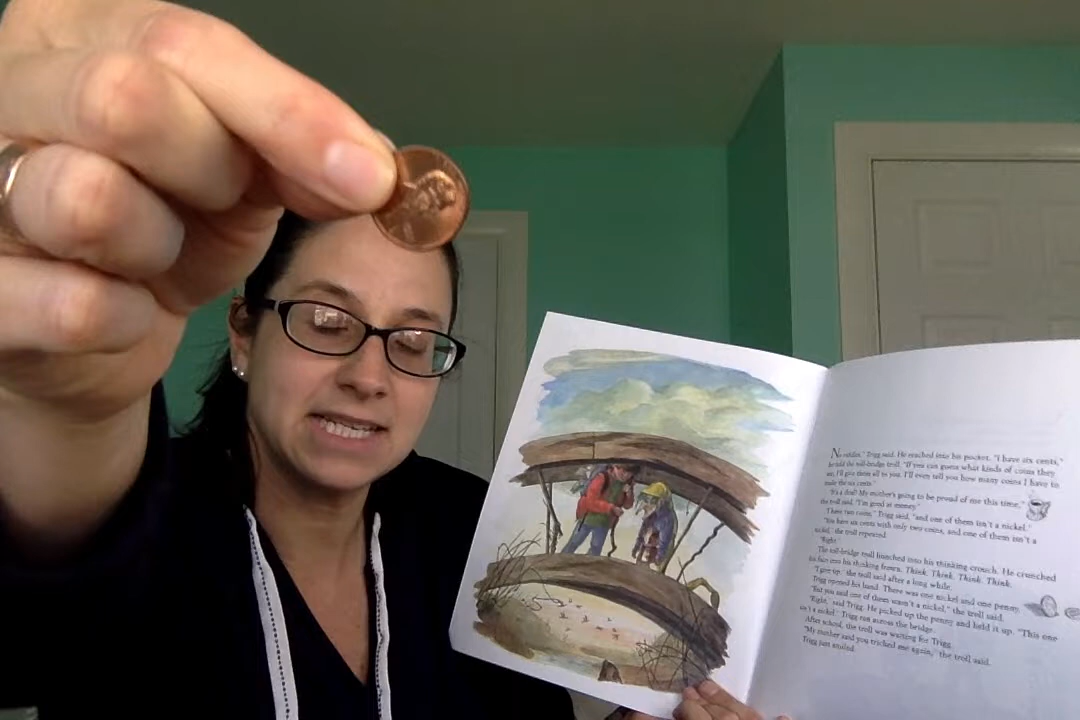 No riddles," Trigg said. He reached into his pocket. "I have six cents,"
he told the toll-bridge troll. "If you can guess what kinds of coins they
are, I'll give them all to you. I'll even tell you how many coins I have to
make the six cents."
"It's a deal! My mother's going to be proud of me this time,"
the troll said. "I'm good at money."
"There two coins," Trigg said, "and one of them isn't a nickel."
"You have six cents with only two coins, and one of them isn't a
nickel," the troll repeated.
"Right."
The toll-bridge troll hunched into his thinking crouch. He crunched
his face into his thinking frown. Think. Think. Think. Think.
"I give up," the troll said after a long while.
Trigg opened his hand. There was one nickel and one penny.
"But you said one of them wasn't a nickel," the troll said.
"Right," said Trigg. He picked up the penny and held it up. "This one
isn't a nickel." Trigg ran across the bridge.
After school, the troll was waiting for Trigg.
"My mother said you tricked me again," the troll said.
Trigg just smiled.